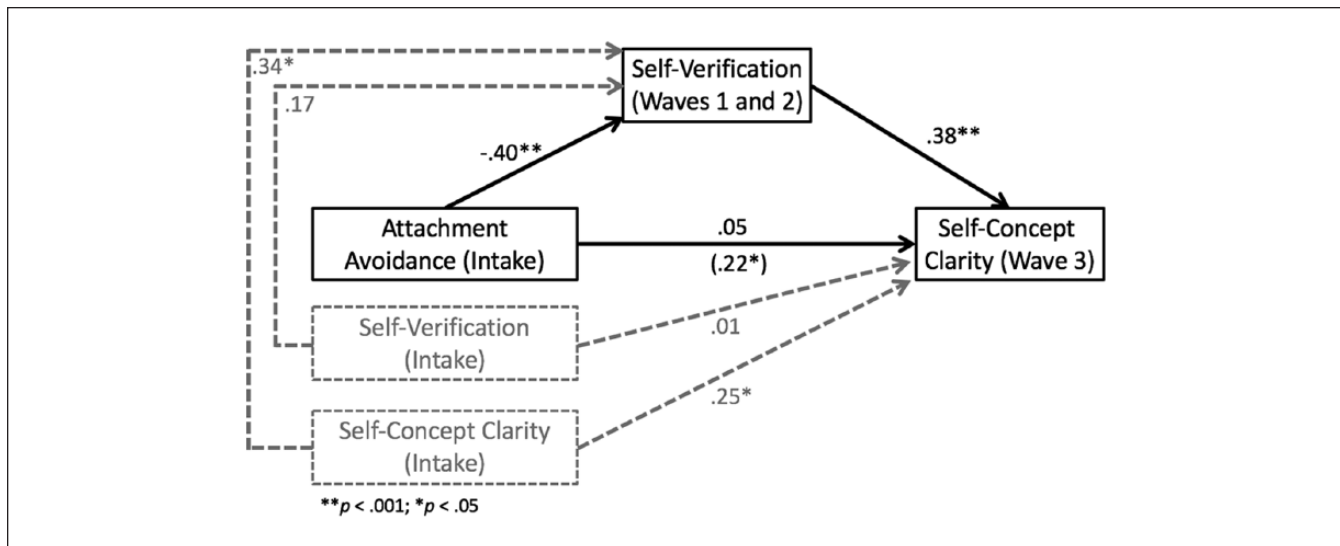 .34*
.17
Self-Verification
(Waves 1 and 2)
-.40**
.38**
Attachment
Avoidance (Intake)
.05
(.22*)
Self-Concept
Clarity (Wave 3)
Self-Verification
(Intake)
.01
.25*
Self-Concept Clarity
(Intake)
**p < .001; *p < .05